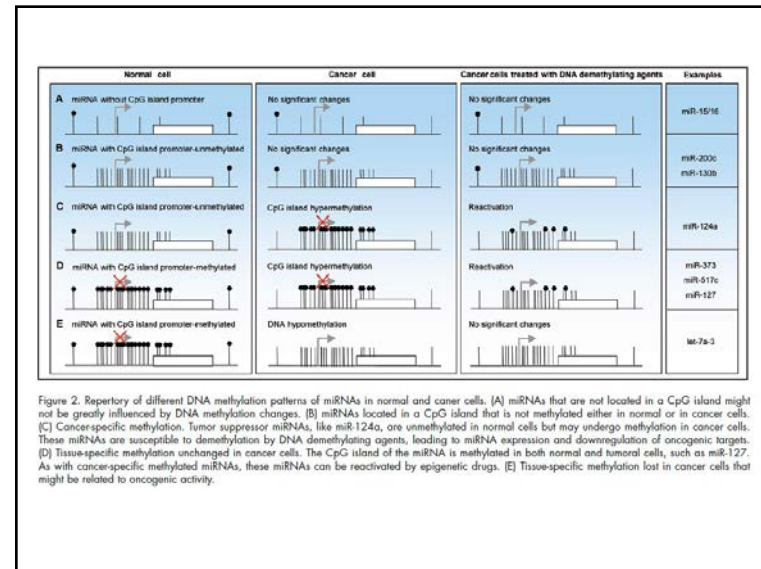 Normal cell Cancer cell Cancer cells treated with DNA demethylating agents Examples
A miRNA without CpG island promoter No significant changes No significant changes
miR-15/16
B miRNA with CpG island promoter-unmethylated No significant changes No significant changes
miR-200c
miR-130b
C miRNA with CpG island promoter-unmethylated CpG island hypermethylation Reactivation
miR-124a
D miRNA with CpG island promoter-methylated CpG island hypermethylation Reactivation
miR-373
miR-517c
miR-127
E miRNA with CpG island promoter-methylated DNA hypomethylation No significant changes
let-7a-3
Figure 2. Repertory of different DNA methylation patterns of miRNAs in normal and caner cells. (A) miRNAs that are not located in a CpG island might
not be greatly influenced by DNA methylation changes. (B) miRNAs located in a CpG island that is not methylated either in normal or in cancer cells.
(C) Cancer-specific methylation. Tumor suppressor miRNAs, like miR-124a, are unmethylated in normal cells but may undergo methylation in cancer cells.
These miRNAs are susceptible to demethylation by DNA demethylating agents, leading to miRNA expression and downregulation of oncogenic targets.
(D) Tissue-specific methylation unchanged in cancer cells. The CpG island of the miRNA is methylated in both normal and tumoral cells, such as miR-127.
As with cancer-specific methylated miRNAs, these miRNAs can be reactivated by epigenetic drugs. (E) Tissue-specific methylation lost in cancer cells that
might be related to oncogenic activity.